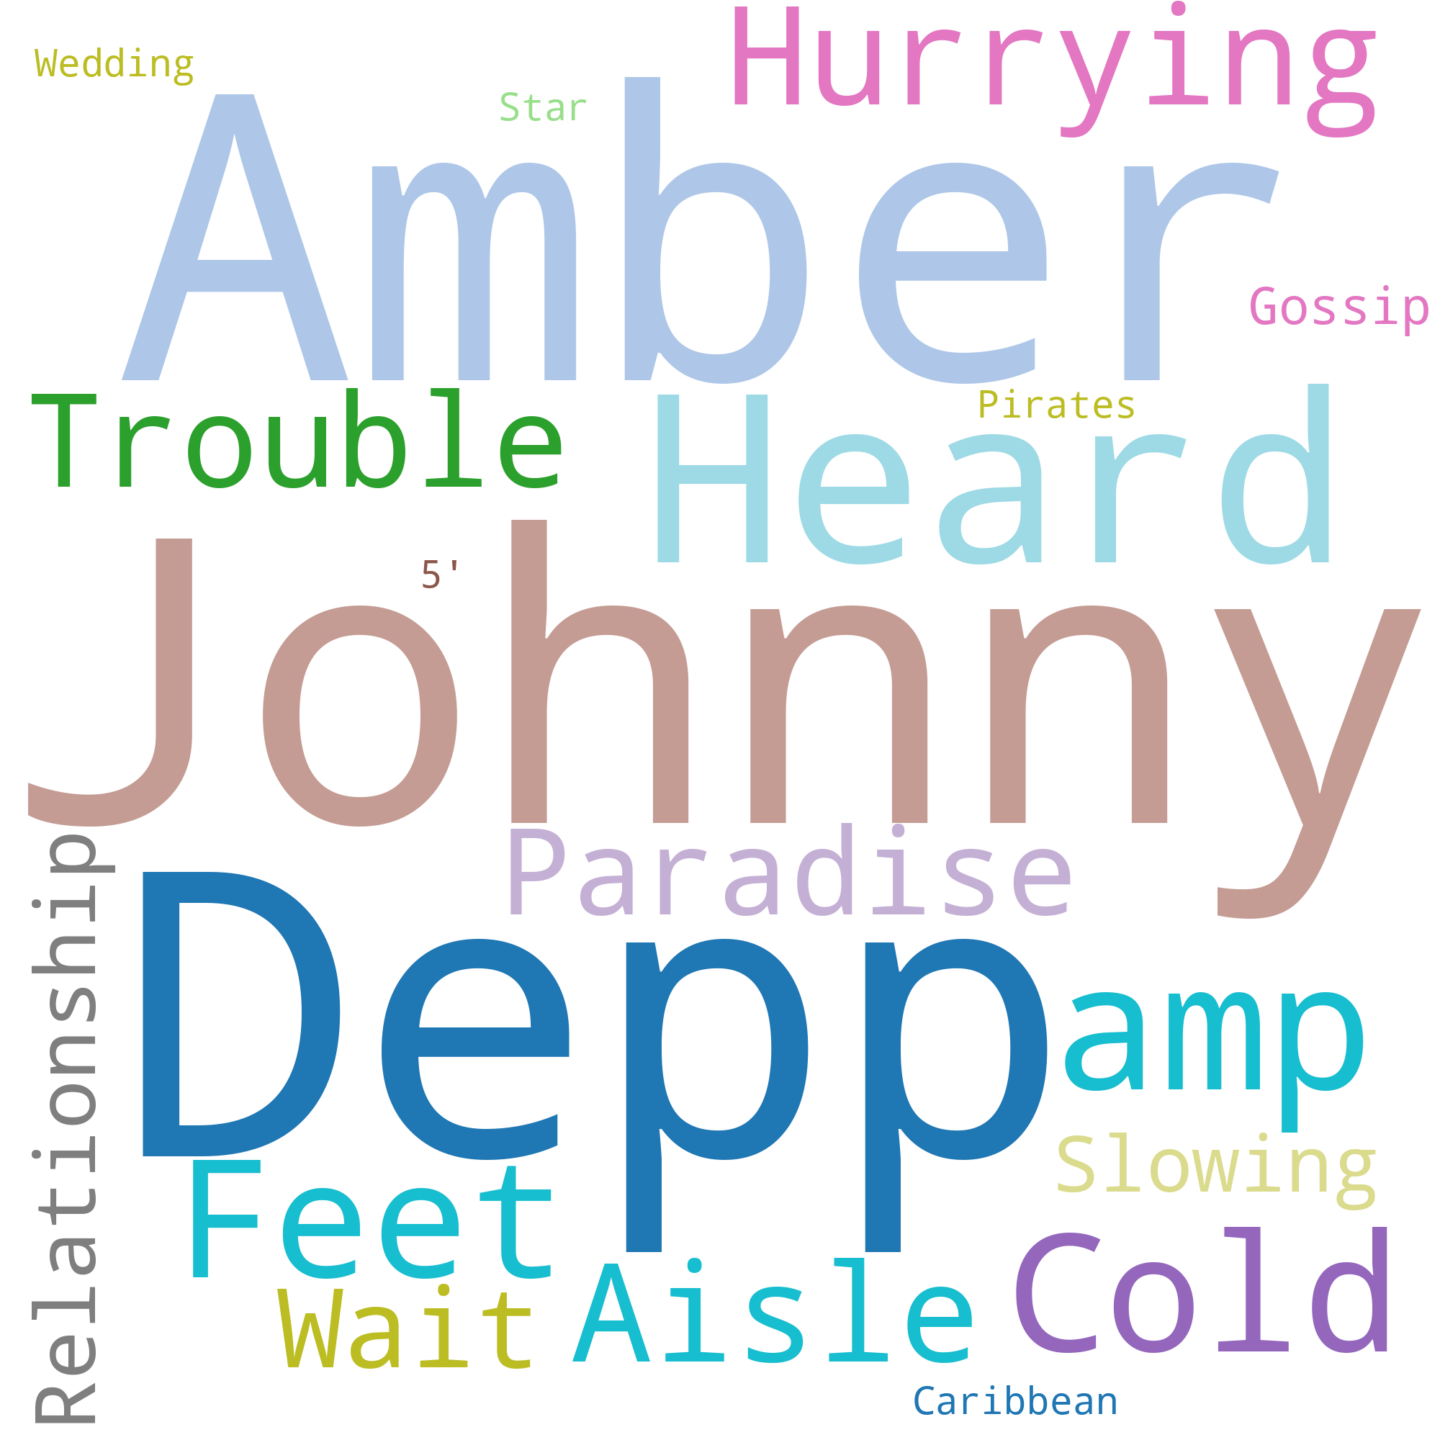 Hurrying
Wedding
Star
Amber
Gossip
Trouble
Pirates
Heard
5'
Johnny
Paradise
Relationship
Depp
amp
Slowing
Feet
Cold
Wait
Aisle
Caribbean